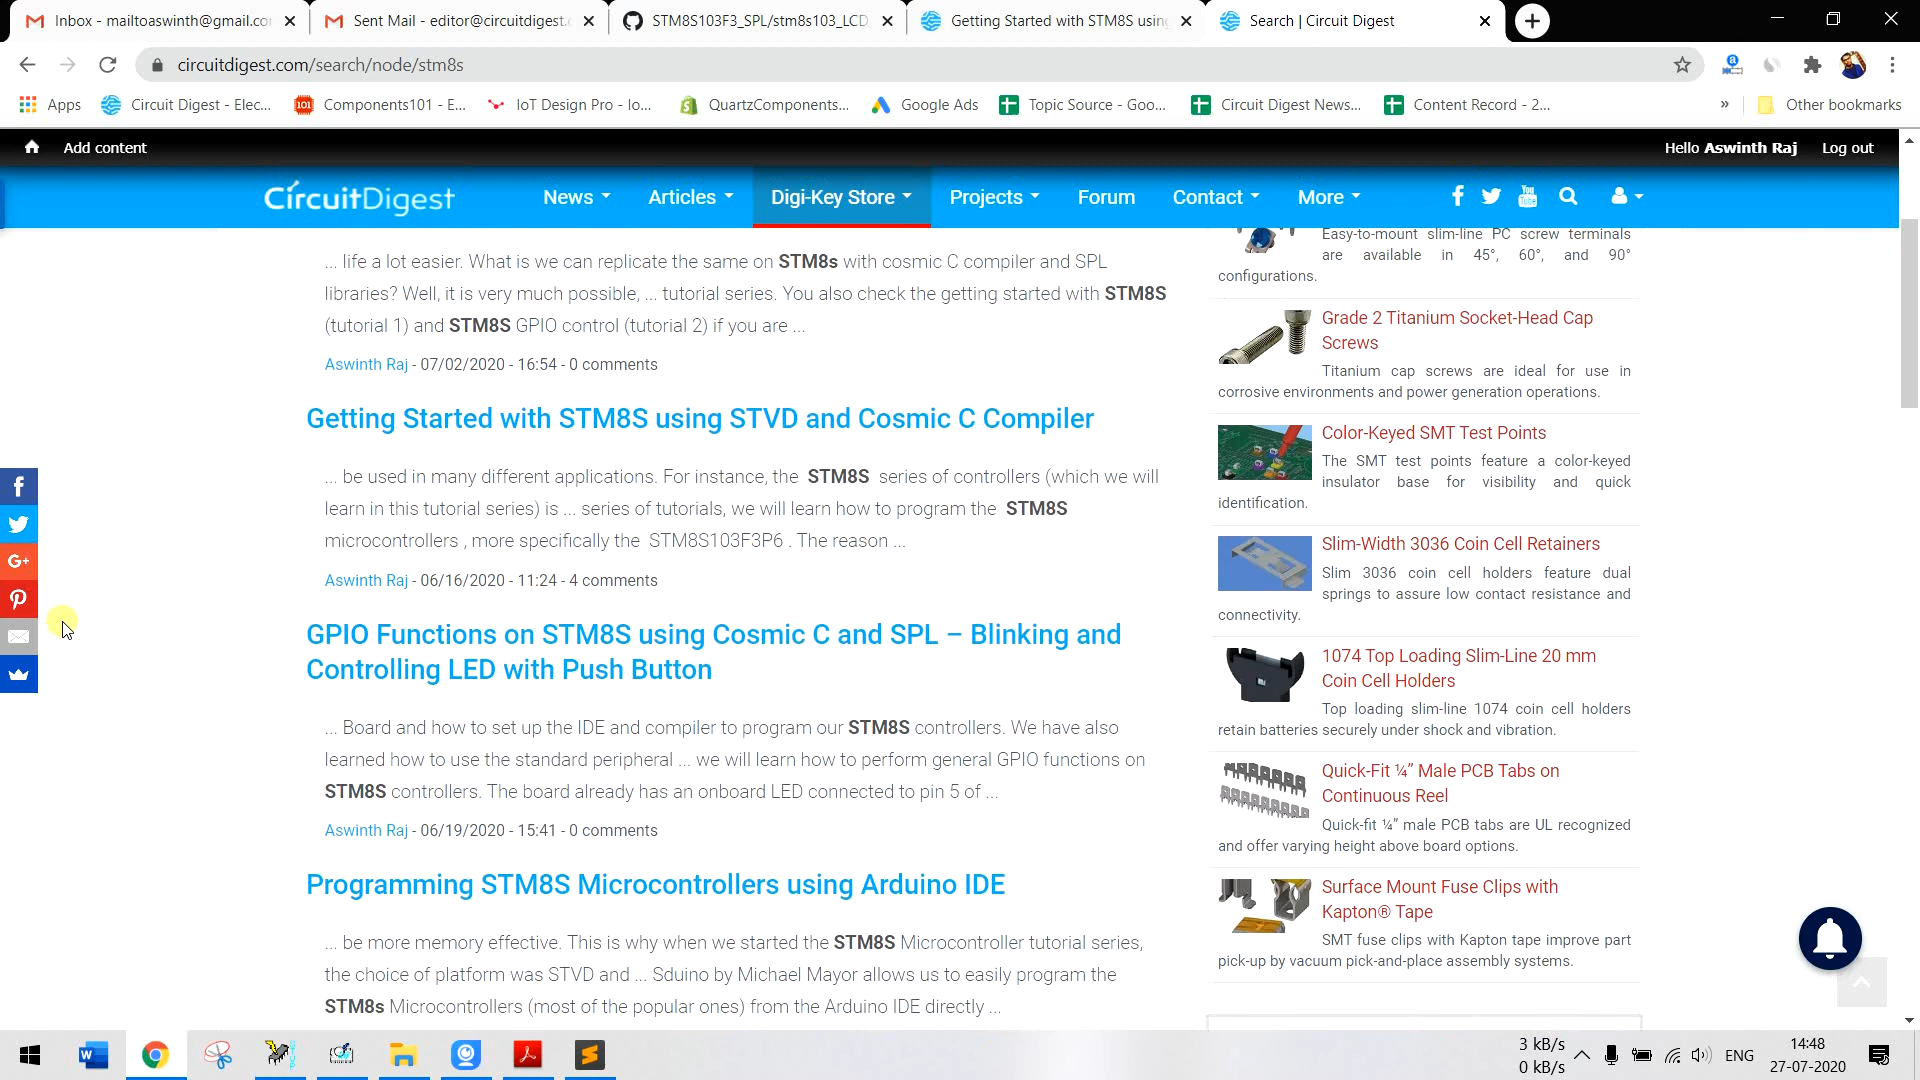 Inbox - mailtoaswinth@gmail.co
Sent Mail - editor@circuitdigest.
STM8S103F3_SPL/stm8s103_LCD
Getting Started with STM8S using
Search | Circuit Digest
circuitdigest.com/search/node/stm8s
Apps
Circuit Digest - Elec...
Components101 - E...
IoT Design Pro - Io...
QuartzComponents...
Google Ads
Topic Source - Goo...
Circuit Digest News...
Content Record - 2...
»
Other bookmarks
Add content
Hello Aswinth Raj
Log out
CircuitDigest
News
Articles
Digi-Key Store
Projects
Forum
Contact
More
You
Tube
... life a lot easier. What is we can replicate the same on STM8s with cosmic C compiler and SPL
libraries? Well, it is very much possible, ... tutorial series. You also check the getting started with STM8S
(tutorial 1) and STM8S GPIO control (tutorial 2) if you are ...
Aswinth Raj - 07/02/2020 - 16:54 - 0 comments
Getting Started with STM8S using STVD and Cosmic C Compiler
... be used in many different applications. For instance, the STM8S series of controllers (which we will
learn in this tutorial series) is ... series of tutorials, we will learn how to program the STM8S
microcontrollers , more specifically the STM8S103F3P6 . The reason ...
Aswinth Raj - 06/16/2020 - 11:24 - 4 comments
GPIO Functions on STM8S using Cosmic C and SPL – Blinking and
Controlling LED with Push Button
... Board and how to set up the IDE and compiler to program our STM8S controllers. We have also
learned how to use the standard peripheral ... we will learn how to perform general GPIO functions on
STM8S controllers. The board already has an onboard LED connected to pin 5 of ...
Aswinth Raj - 06/19/2020 - 15:41 - 0 comments
Programming STM8S Microcontrollers using Arduino IDE
... be more memory effective. This is why when we started the STM8S Microcontroller tutorial series,
the choice of platform was STVD and ... Sduino by Michael Mayor allows us to easily program the
STM8s Microcontrollers (most of the popular ones) from the Arduino IDE directly ...
Easy-to-mount slim-line PC screw terminals
are available in 45°, 60°, and 90°
configurations.
Grade 2 Titanium Socket-Head Cap
Screws
Titanium cap screws are ideal for use in
corrosive environments and power generation operations.
Color-Keyed SMT Test Points
The SMT test points feature a color-keyed
insulator base for visibility and quick
identification.
Slim-Width 3036 Coin Cell Retainers
Slim 3036 coin cell holders feature dual
springs to assure low contact resistance and
connectivity.
1074 Top Loading Slim-Line 20 mm
Coin Cell Holders
Top loading slim-line 1074 coin cell holders
retain batteries securely under shock and vibration.
Quick-Fit ¼” Male PCB Tabs on
Continuous Reel
Quick-fit ¼” male PCB tabs are UL recognized
and offer varying height above board options.
Surface Mount Fuse Clips with
Kapton® Tape
SMT fuse clips with Kapton tape improve part
pick-up by vacuum pick-and-place assembly systems.
3 kB/s
0 kB/s
ENG
14:48
27-07-2020